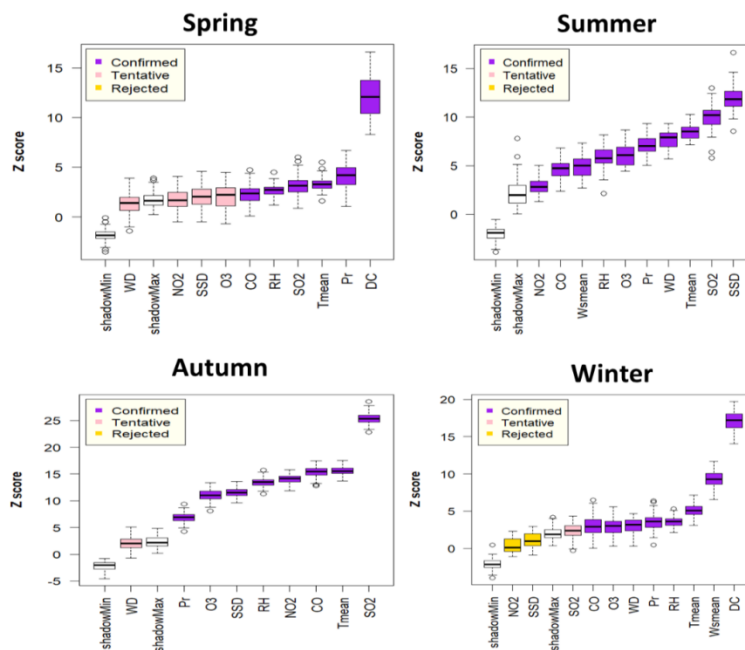 Spring
Confirmed
Tentative
Rejected
Z score
15
10
5
0
shadowMin
WD
shadowMax
NO2
SSD
O3
CO
RH
SO2
Tmean
Pr
DC
Summer
Confirmed
Tentative
Rejected
Z score
15
10
5
0
shadowMin
shadowMax
NO2
CO
Wsmean
RH
O3
Pr
WD
Tmean
SO2
SSD
Autumn
Confirmed
Tentative
Rejected
Z score
25
20
15
10
5
0
-5
shadowMin
WD
shadowMax
Pr
O3
SSD
RH
NO2
CO
Tmean
SO2
Winter
Confirmed
Tentative
Rejected
Z score
20
15
10
5
0
shadowMin
NO2
SSD
shadowMax
SO2
CO
O3
WD
Pr
RH
Tmean
Wsmean
DC